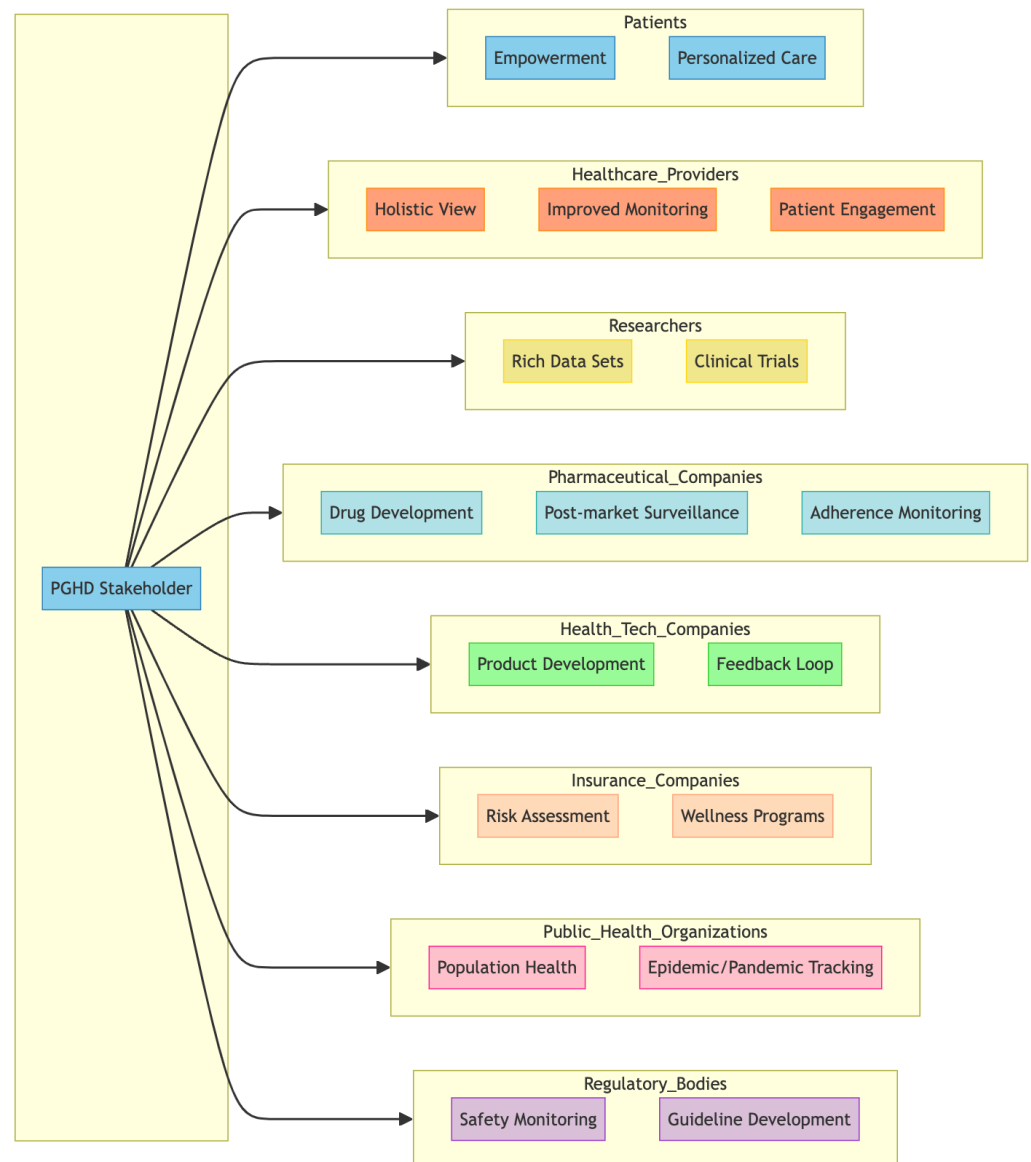 Patients
Empowerment
Personalized Care
Healthcare_Providers
Holistic View
Improved Monitoring
Patient Engagement
Researchers
Rich Data Sets
Clinical Trials
Pharmaceutical_Companies
Drug Development
Post-market Surveillance
Adherence Monitoring
PGHD Stakeholder
Health_Tech_Companies
Product Development
Feedback Loop
Insurance_Companies
Risk Assessment
Wellness Programs
Public_Health_Organizations
Population Health
Epidemic/Pandemic Tracking
Regulatory_Bodies
Safety Monitoring
Guideline Development